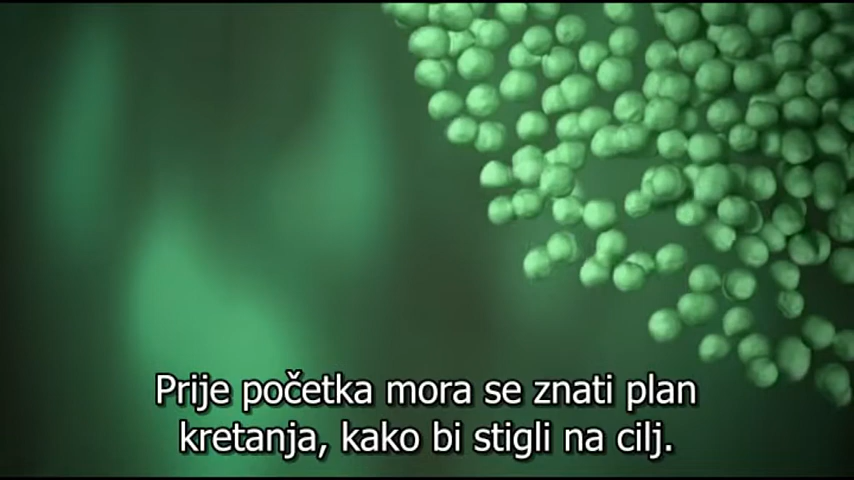 Prije početka mora se znati plan
kretanja, kako bi stigli na cilj.